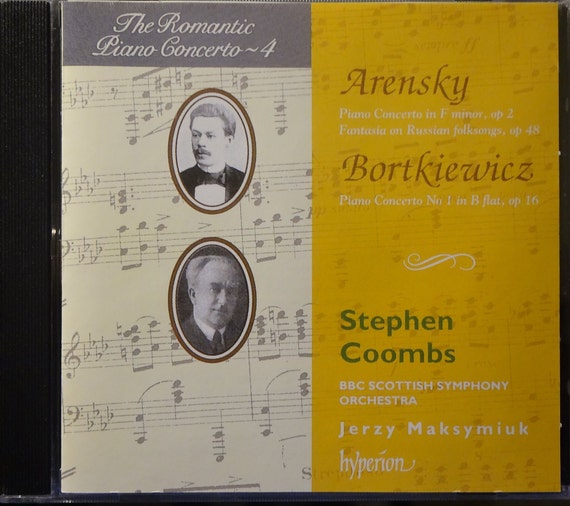 The Romantic
Piano Concerto ~ 4
Arensky
Piano Concerto in F minor, op 2
Fantasia on Russian folksongs, op 48
Bortkiewicz
Piano Concerto No 1 in B flat, op 16
Stephen
Coombs
BBC SCOTTISH SYMPHONY
ORCHESTRA
Jerzy Maksymiuk
hyperion